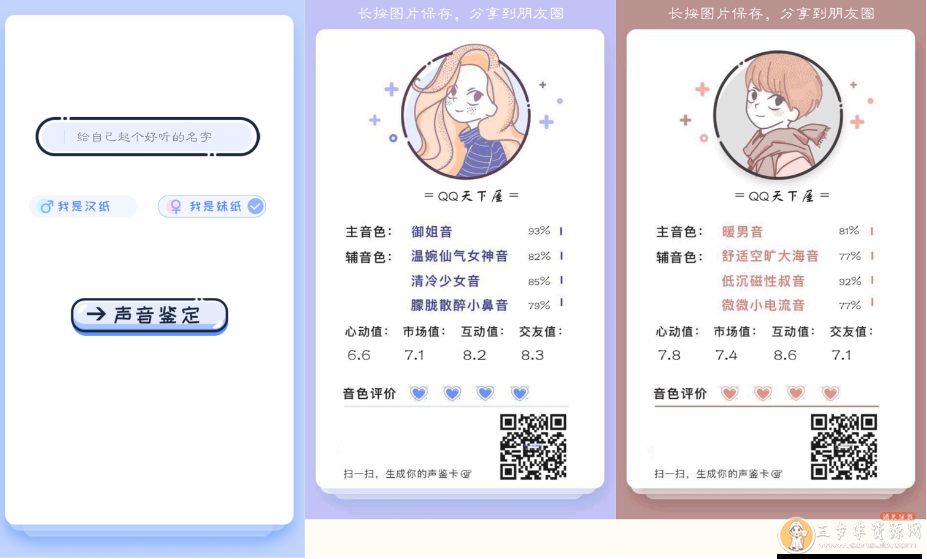 给自己起个好听的名字
我是汉纸
我是妹纸
声音鉴定
长按图片保存，分享到朋友圈
=QQ天下屋=
主音色： 御姐音 93%
辅音色： 温婉仙气女神音 82%
清冷少女音 85%
朦胧散醉小鼻音 79%
心动值： 市场值： 互动值： 交友值：
6.6 7.1 8.2 8.3
音色评价
扫一扫，生成你的声鉴卡
长按图片保存，分享到朋友圈
=QQ天下屋=
主音色： 暖男音 81%
辅音色： 舒适空旷大海音 77%
低沉磁性叔音 92%
微微小电流音 77%
心动值： 市场值： 互动值： 交友值：
7.8 7.4 8.6 7.1
音色评价
扫一扫，生成你的声鉴卡
资源网